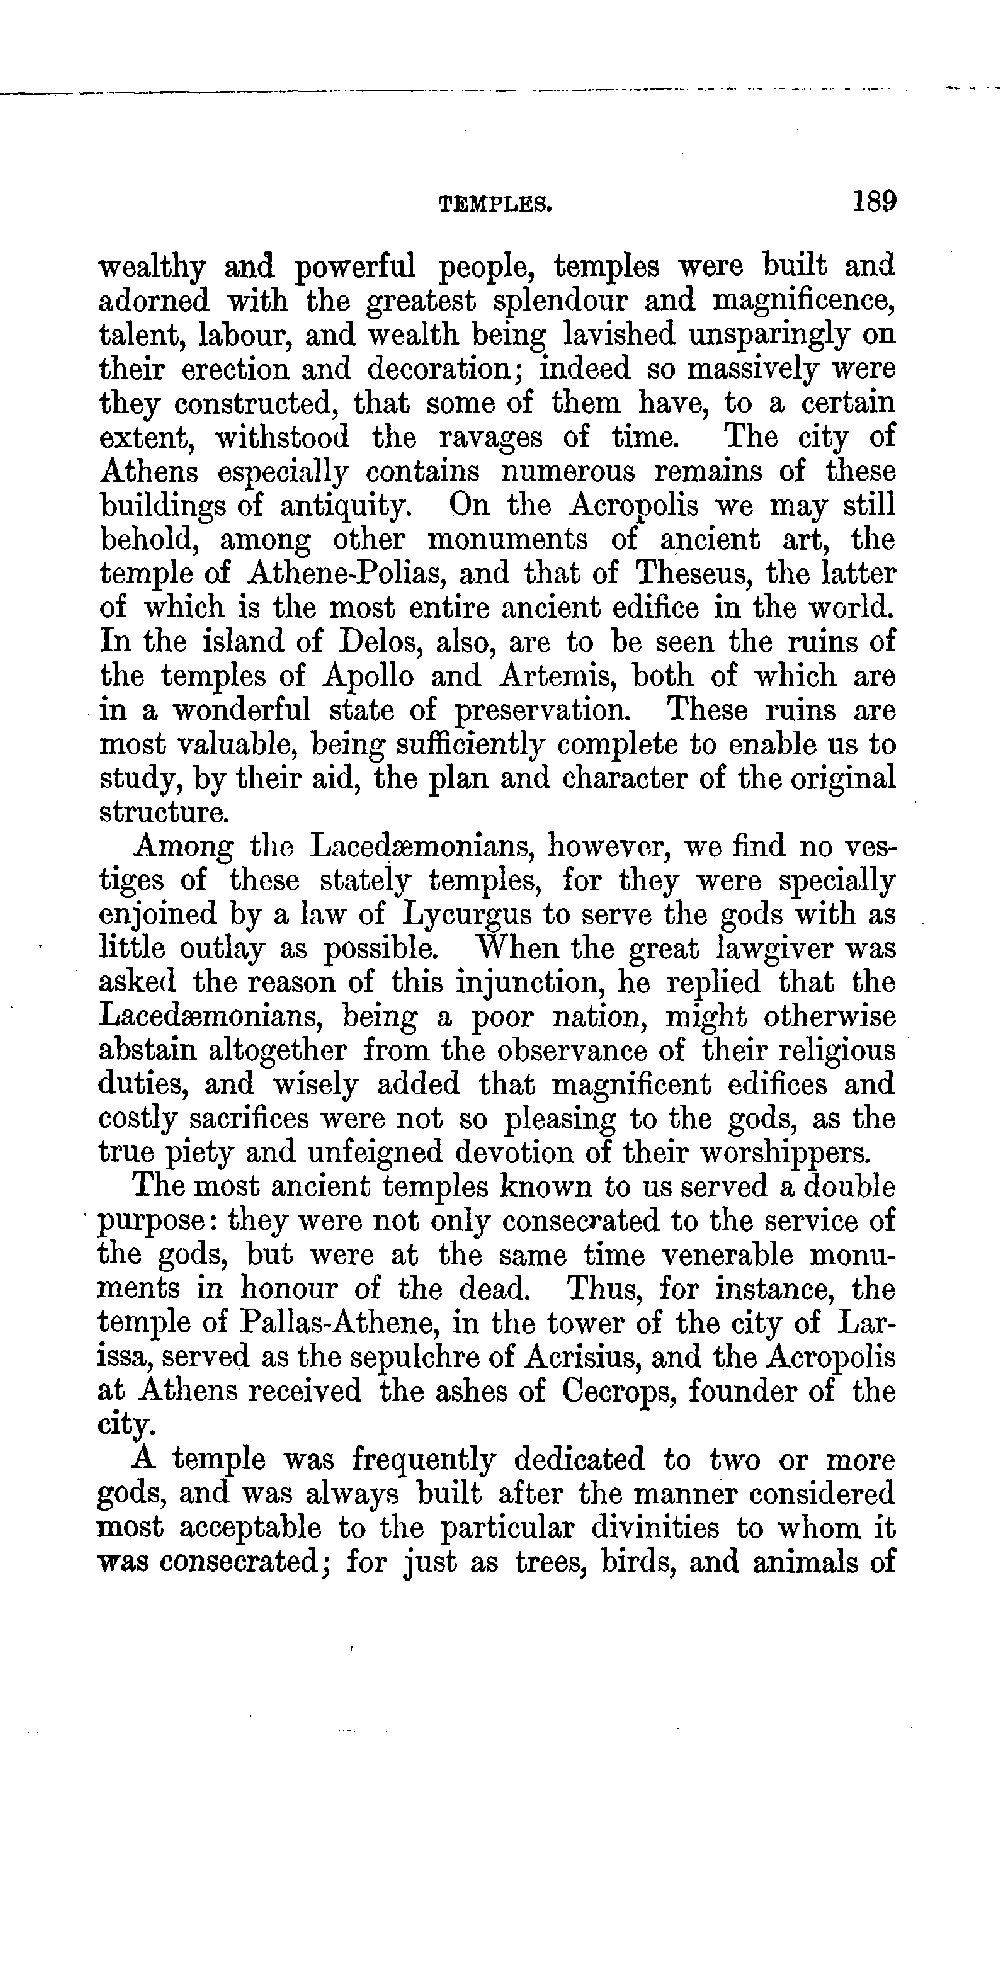 TEMPLES. 189
wealthy and powerful people, temples were built and
adorned with the greatest splendour and magnificence,
talent, labour, and wealth being lavished unsparingly on
their erection and decoration; indeed so massively were
they constructed, that some of them have, to a certain
extent, withstood the ravages of time. The city of
Athens especially contains numerous remains of these
buildings of antiquity. On the Acropolis we may still
behold, among other monuments of ancient art, the
temple of Athene-Polias, and that of Theseus, the latter
of which is the most entire ancient edifice in the world.
In the island of Delos, also, are to be seen the ruins of
the temples of Apollo and Artemis, both of which are
in a wonderful state of preservation. These ruins are
most valuable, being sufficiently complete to enable us to
study, by their aid, the plan and character of the original
structure.
Among the Lacedæmonians, however, we find no ves-
tiges of these stately temples, for they were specially
enjoined by a law of Lycurgus to serve the gods with as
little outlay as possible. When the great lawgiver was
asked the reason of this injunction, he replied that the
Lacedæmonians, being a poor nation, might otherwise
abstain altogether from the observance of their religious
duties, and wisely added that magnificent edifices and
costly sacrifices were not so pleasing to the gods, as the
true piety and unfeigned devotion of their worshippers.
The most ancient temples known to us served a double
purpose: they were not only consecrated to the service of
the gods, but were at the same time venerable monu-
ments in honour of the dead. Thus, for instance, the
temple of Pallas-Athene, in the tower of the city of Lar-
issa, served as the sepulchre of Acrisius, and the Acropolis
at Athens received the ashes of Cecrops, founder of the
city.
A temple was frequently dedicated to two or more
gods, and was always built after the manner considered
most acceptable to the particular divinities to whom it
was consecrated; for just as trees, birds, and animals of